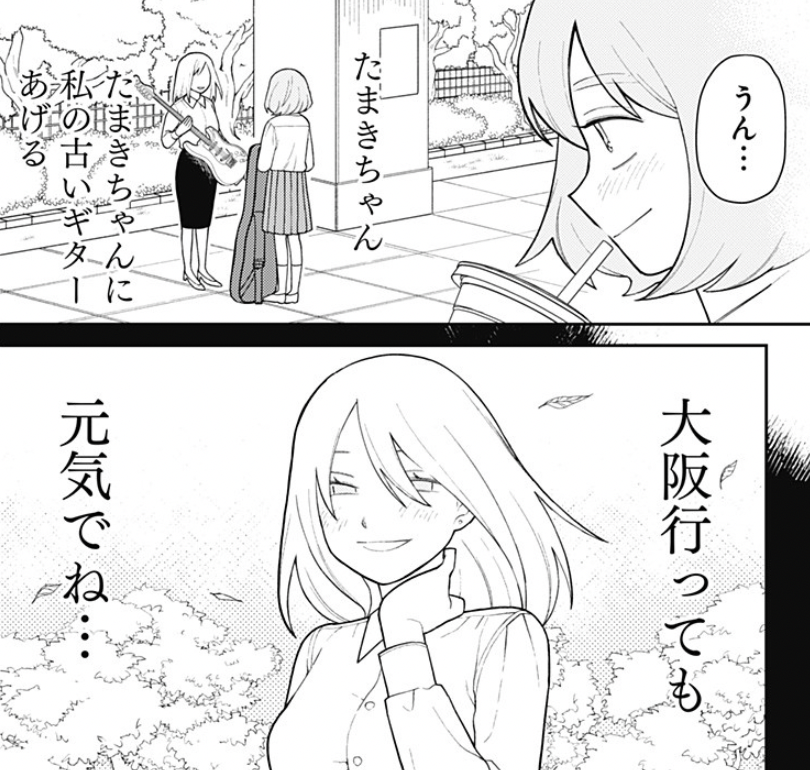 うん…
たまきちゃん
たまきちゃんに
私の古いギター
あげる
大阪行っても
元気でね…